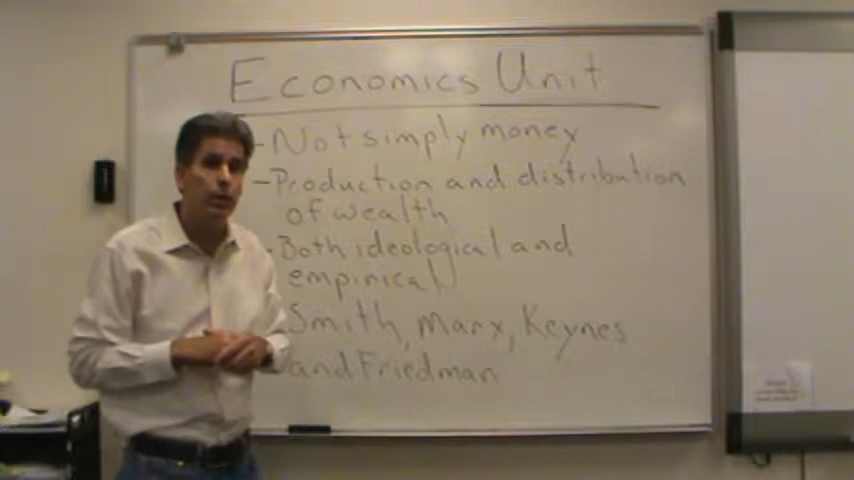 Economics Unit
- Not simply money
- Production and distribution
of wealth
- Both ideological and
empirical
Smith, Marx, Keynes
and Friedman